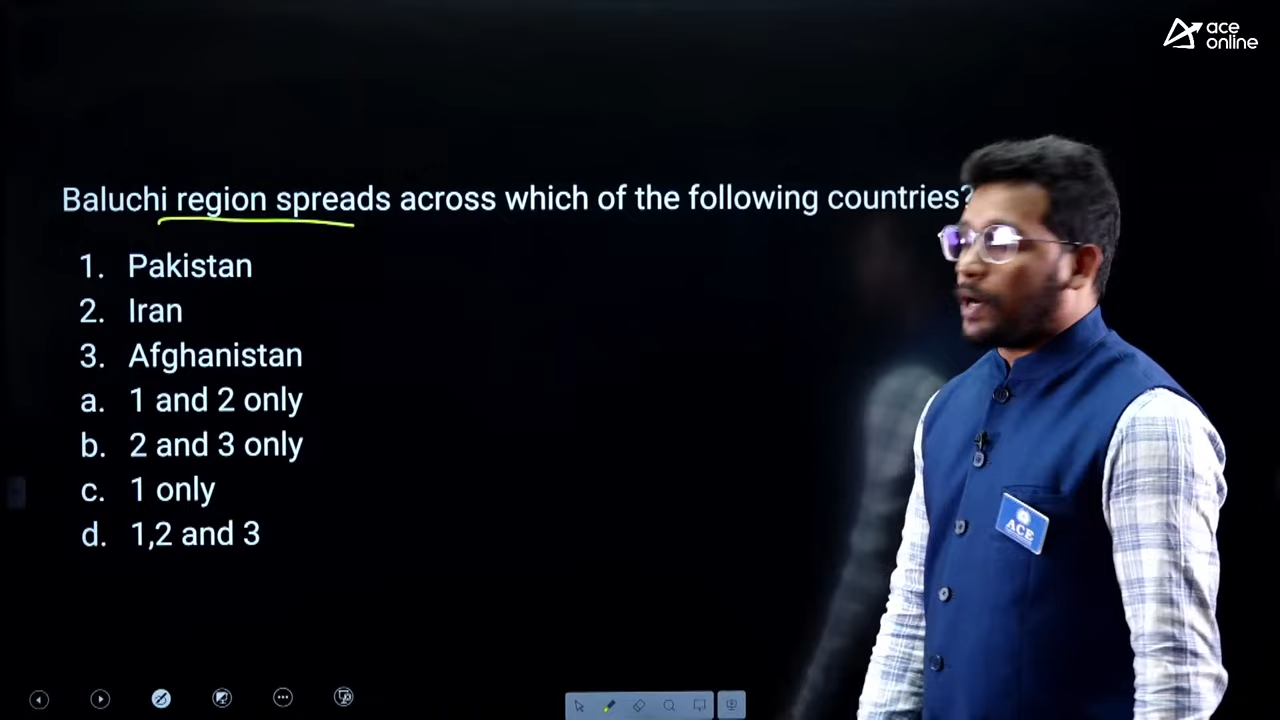 ace
online
Baluchi region spreads across which of the following countries?
1. Pakistan
2. Iran
3. Afghanistan
a. 1 and 2 only
b. 2 and 3 only
c. 1 only
d. 1,2 and 3
ACE